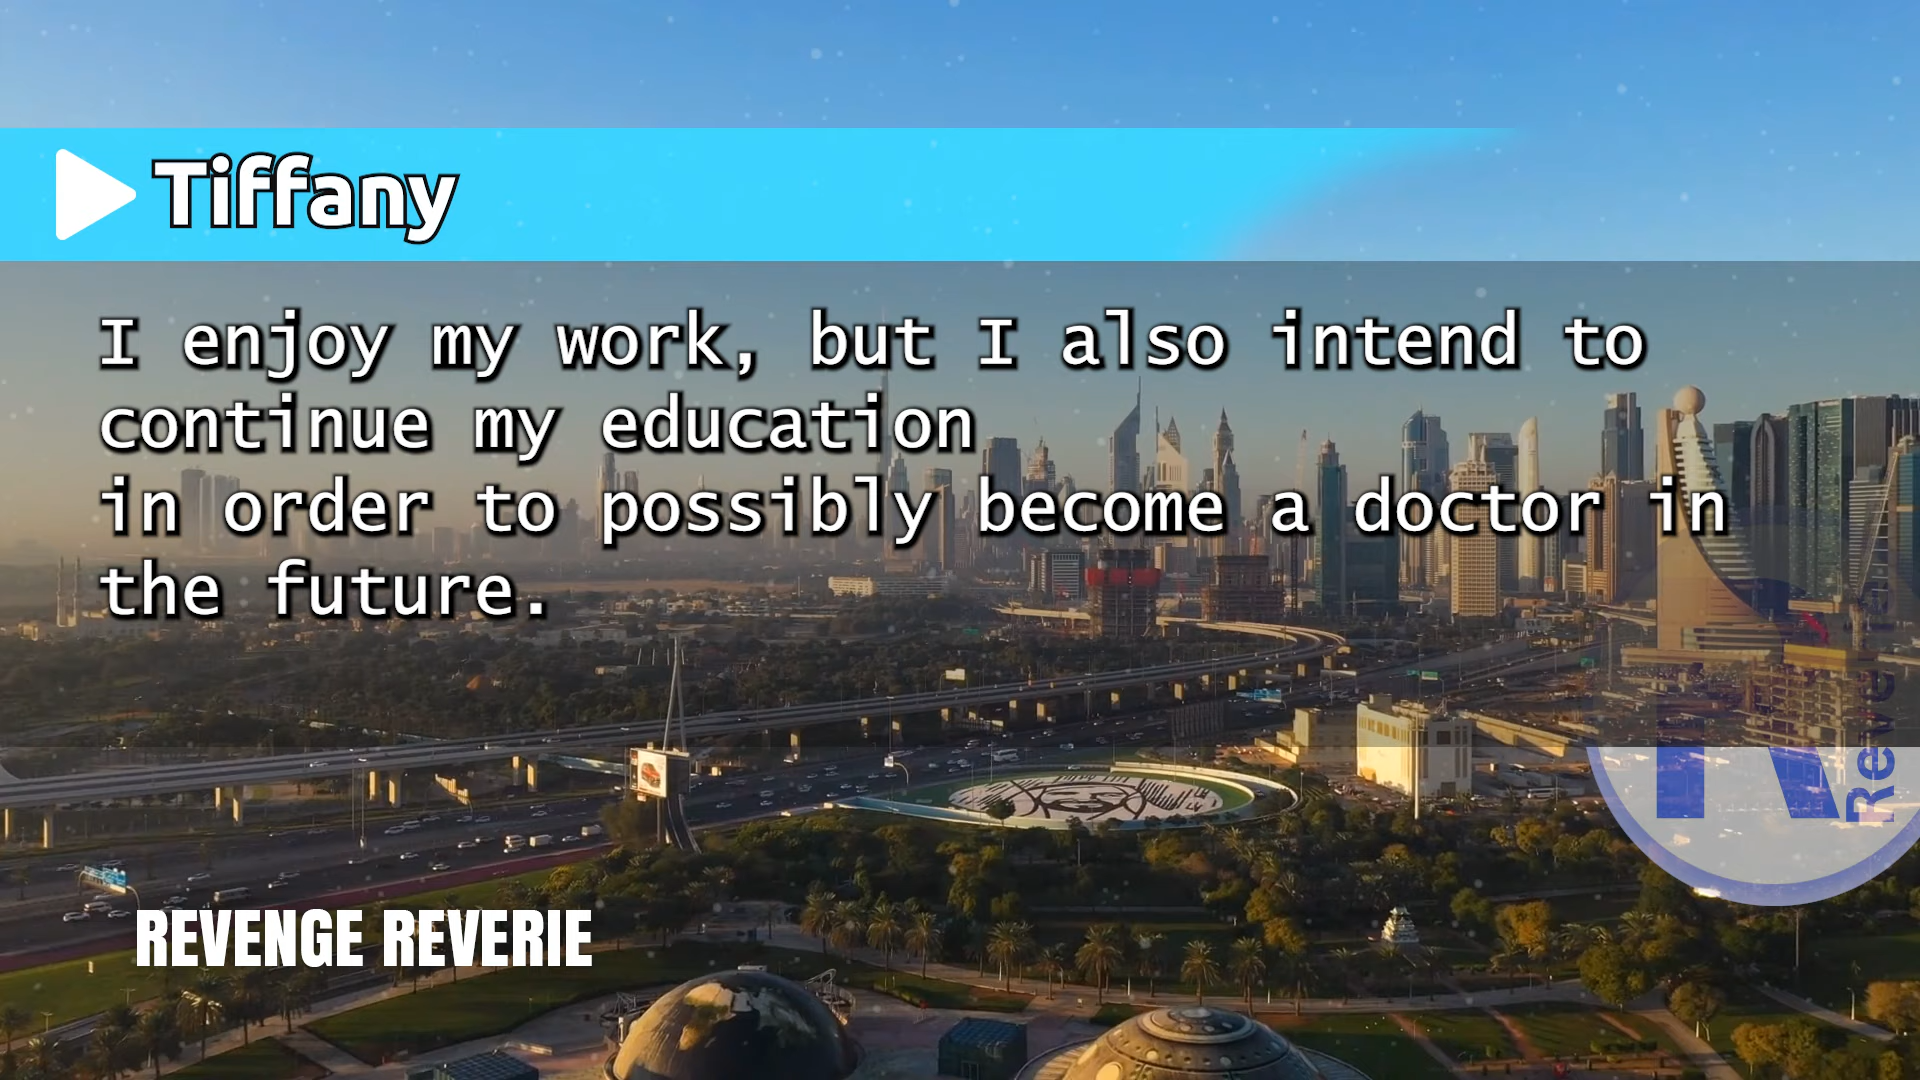 Tiffany
I enjoy my work, but I also intend to
continue my education
in order to possibly become a doctor in
the future.
REVENGE REVERIE